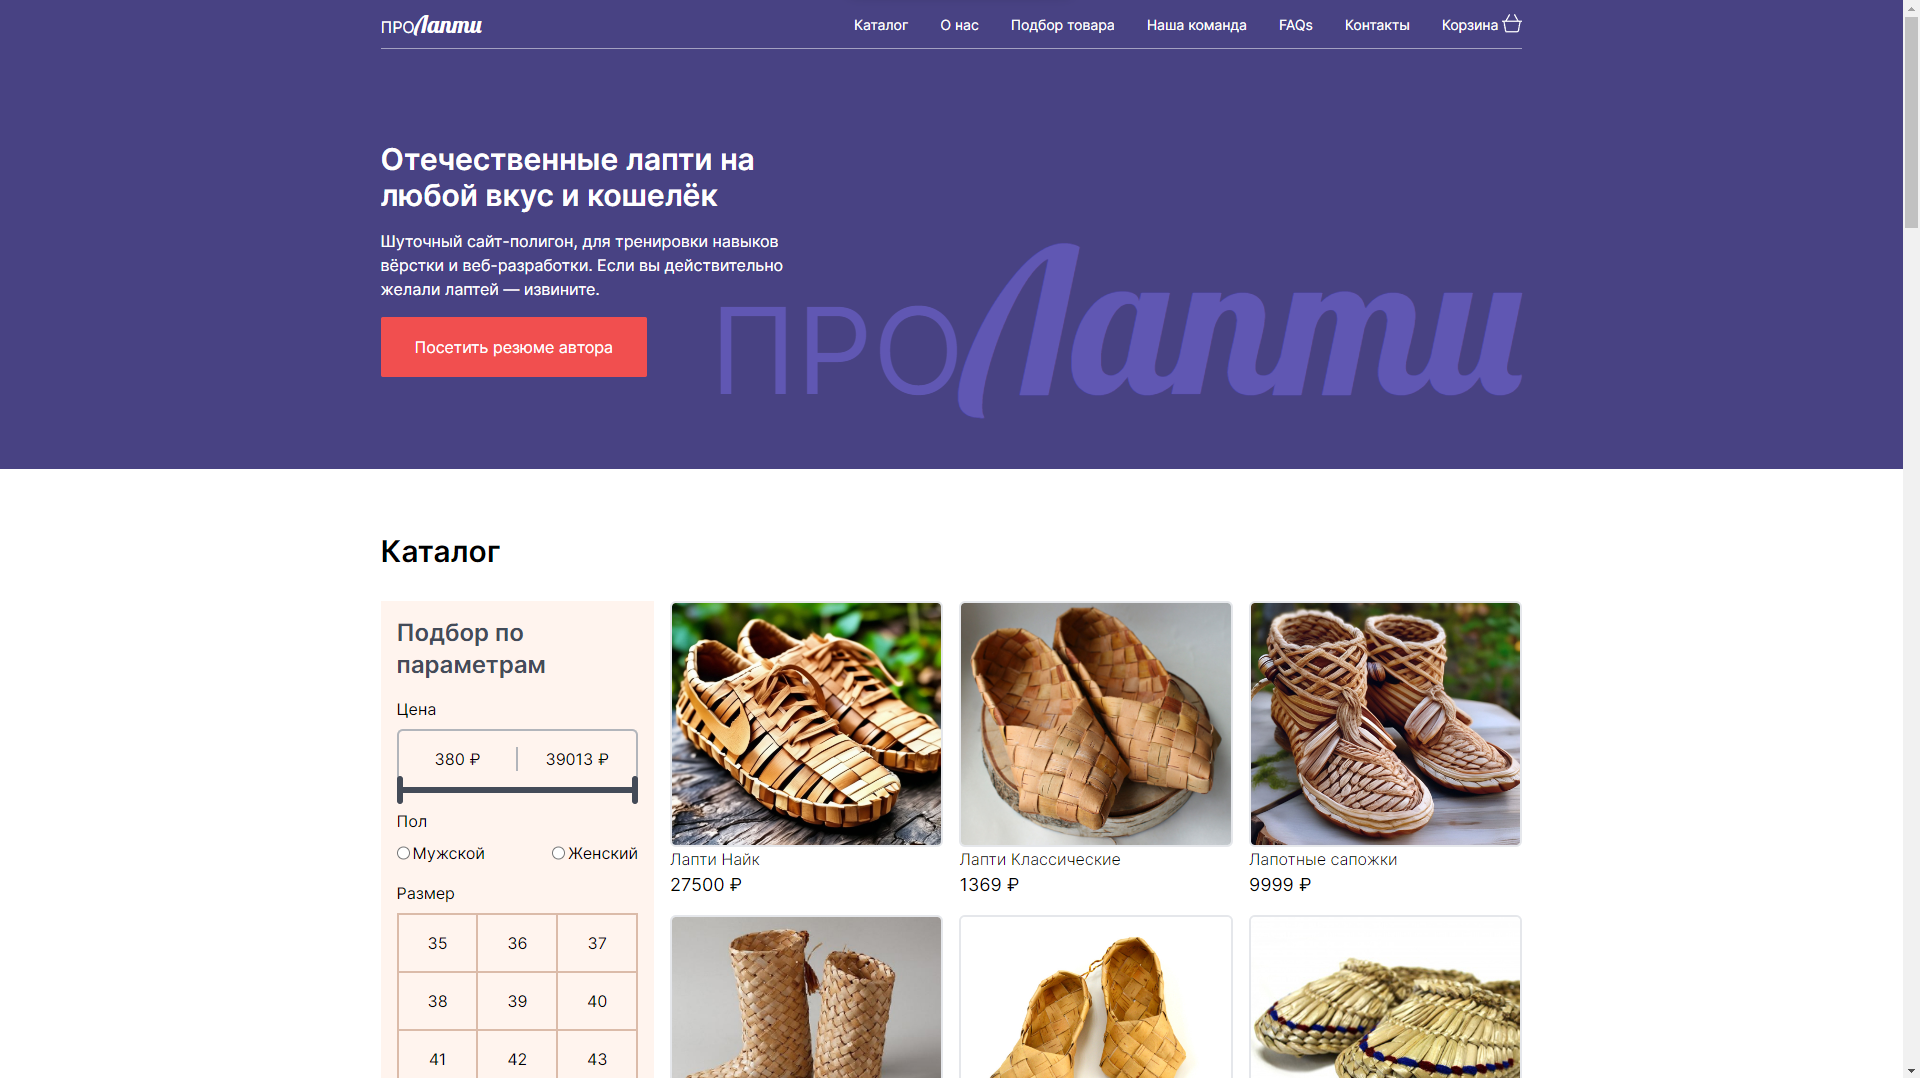 ПРОЛапти
Каталог
О нас
Подбор товара
Наша команда
FAQs
Контакты
Корзина
Отечественные лапти на
любой вкус и кошелёк
Шуточный сайт-полигон, для тренировки навыков
вёрстки и веб-разработки. Если вы действительно
желали лаптей — извините.
Посетить резюме автора
ПРОЛапти
Каталог
Подбор по
параметрам
Цена
380 ₽
39013 ₽
Пол
Мужской
Женский
Размер
35
36
37
38
39
40
41
42
43
Лапти Найк
27500 ₽
Лапти Классические
1369 ₽
Лапотные сапожки
9999 ₽